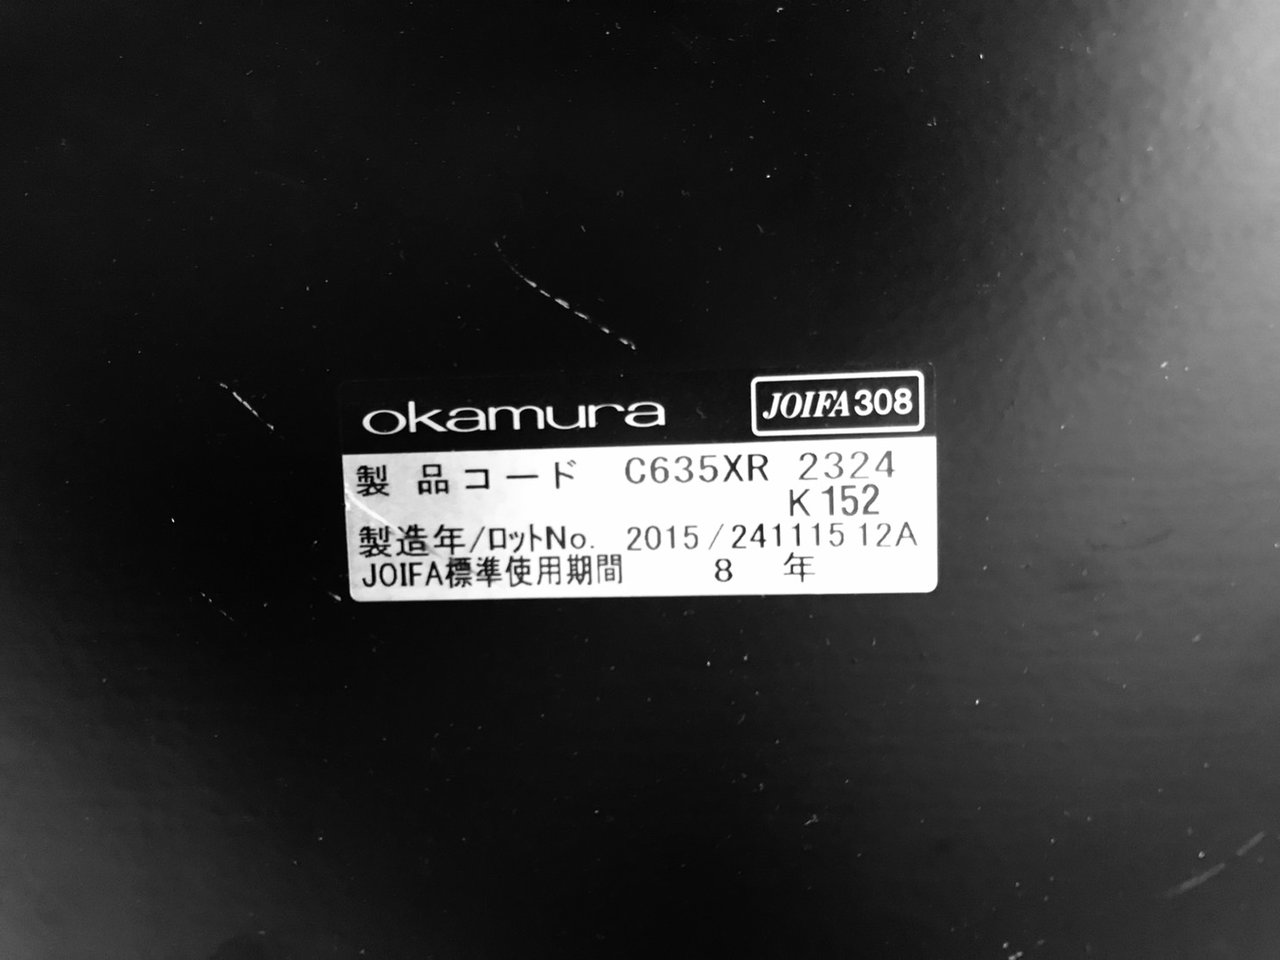 okamura JOIFA308
製品コード C635XR 2324
K152
製造年/ロットNo. 2015/241115 12A
JOIFA標準使用期間 8 年